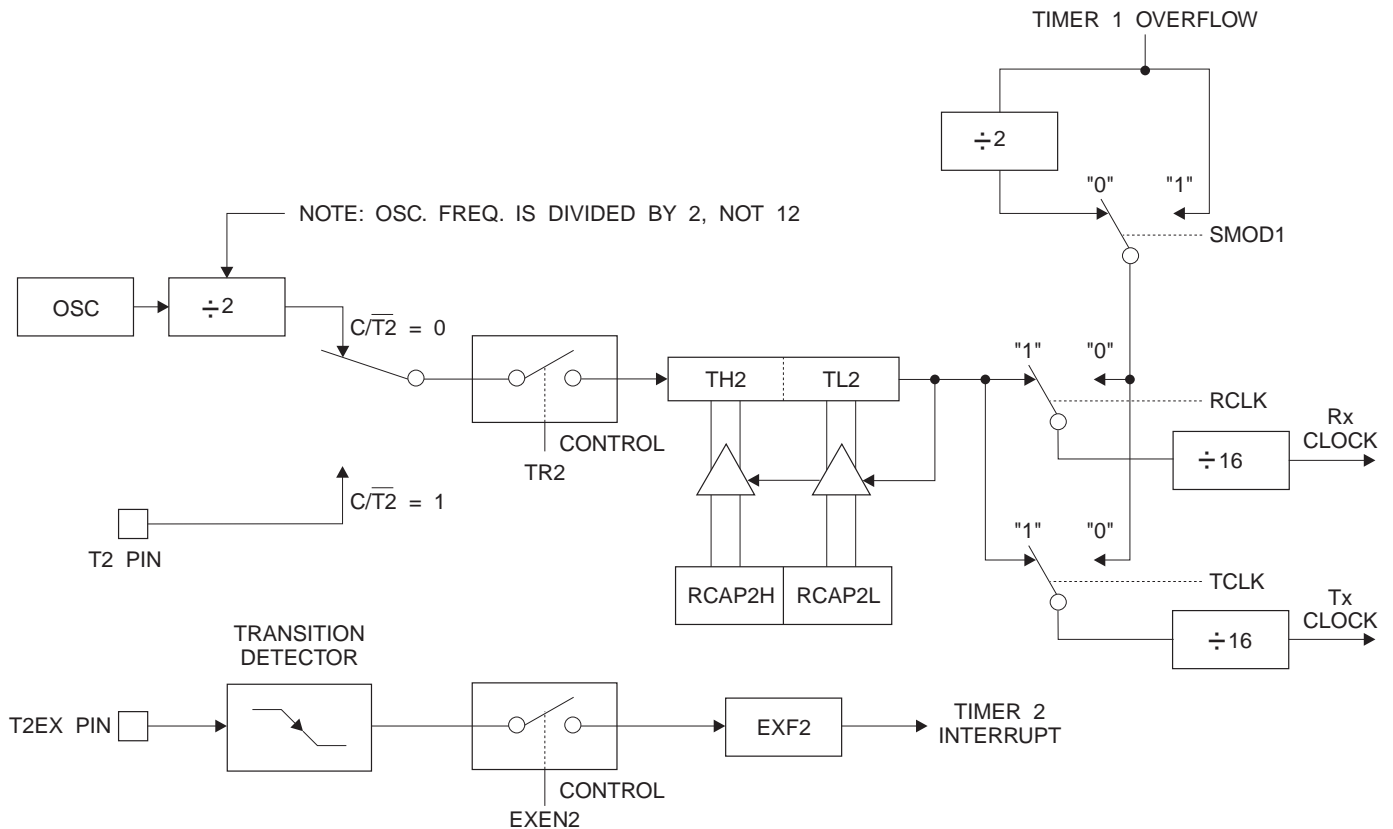 TIMER 1 OVERFLOW
÷2
"0" "1"
NOTE: OSC. FREQ. IS DIVIDED BY 2, NOT 12
SMOD1
OSC
÷2
C/T2̅ = 0
"1" "0"
TH2 TL2
RCLK
CONTROL
TR2
÷16
Rx
CLOCK
C/T2̅ = 1
T2 PIN
"1" "0"
RCAP2H RCAP2L
TCLK
÷16
Tx
CLOCK
TRANSITION
DETECTOR
T2EX PIN
EXF2
TIMER 2
INTERRUPT
CONTROL
EXEN2